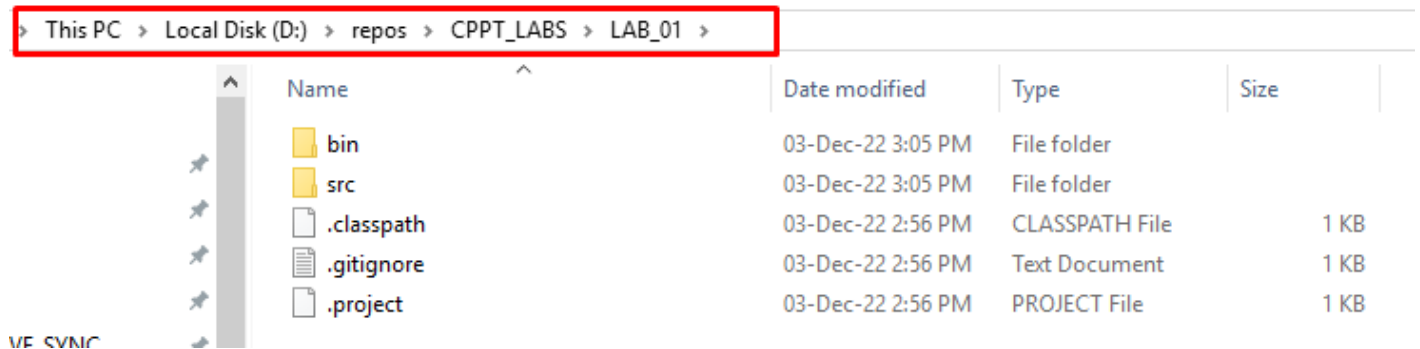 This PC > Local Disk (D:) > repos > CPPT_LABS > LAB_01 >
Name Date modified Type Size
bin 03-Dec-22 3:05 PM File folder
src 03-Dec-22 3:05 PM File folder
.classpath 03-Dec-22 2:56 PM CLASSPATH File 1 KB
.gitignore 03-Dec-22 2:56 PM Text Document 1 KB
.project 03-Dec-22 2:56 PM PROJECT File 1 KB